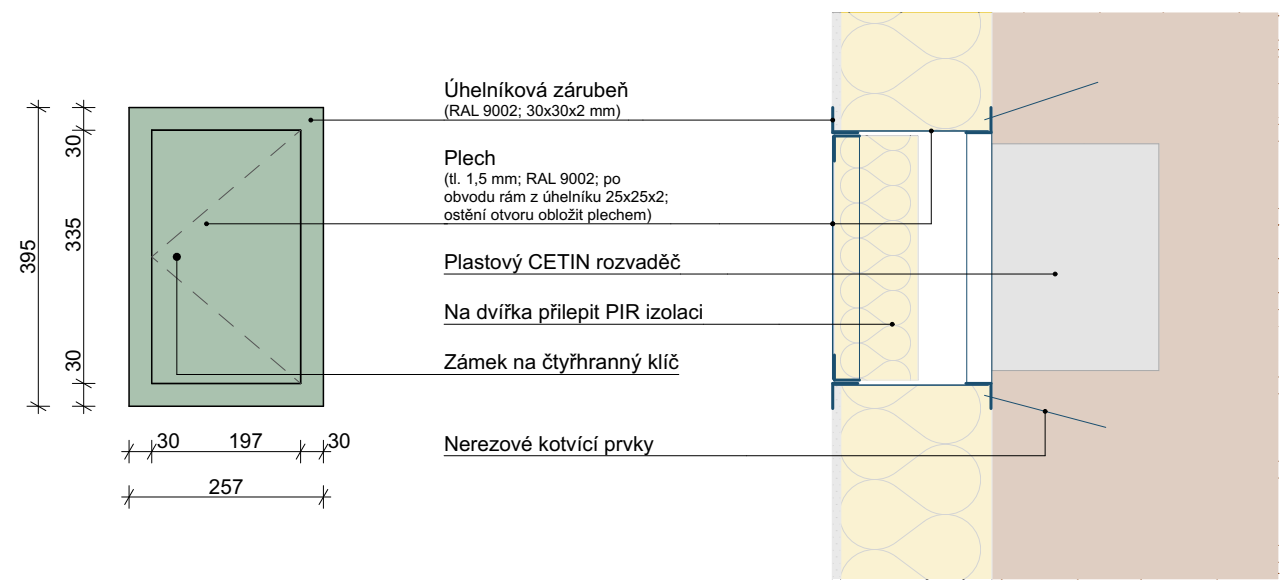 Úhelníková zárubeň
(RAL 9002; 30x30x2 mm)
Plech
(tl. 1,5 mm; RAL 9002; po
obvodu rám z úhelníku 25x25x2;
ostění otvoru obložit plechem)
Plastový CETIN rozvaděč
Na dvířka přilepit PIR izolaci
Zámek na čtyřhranný klíč
Nerezové kotvící prvky
395
30
335
30
30
197
30
257